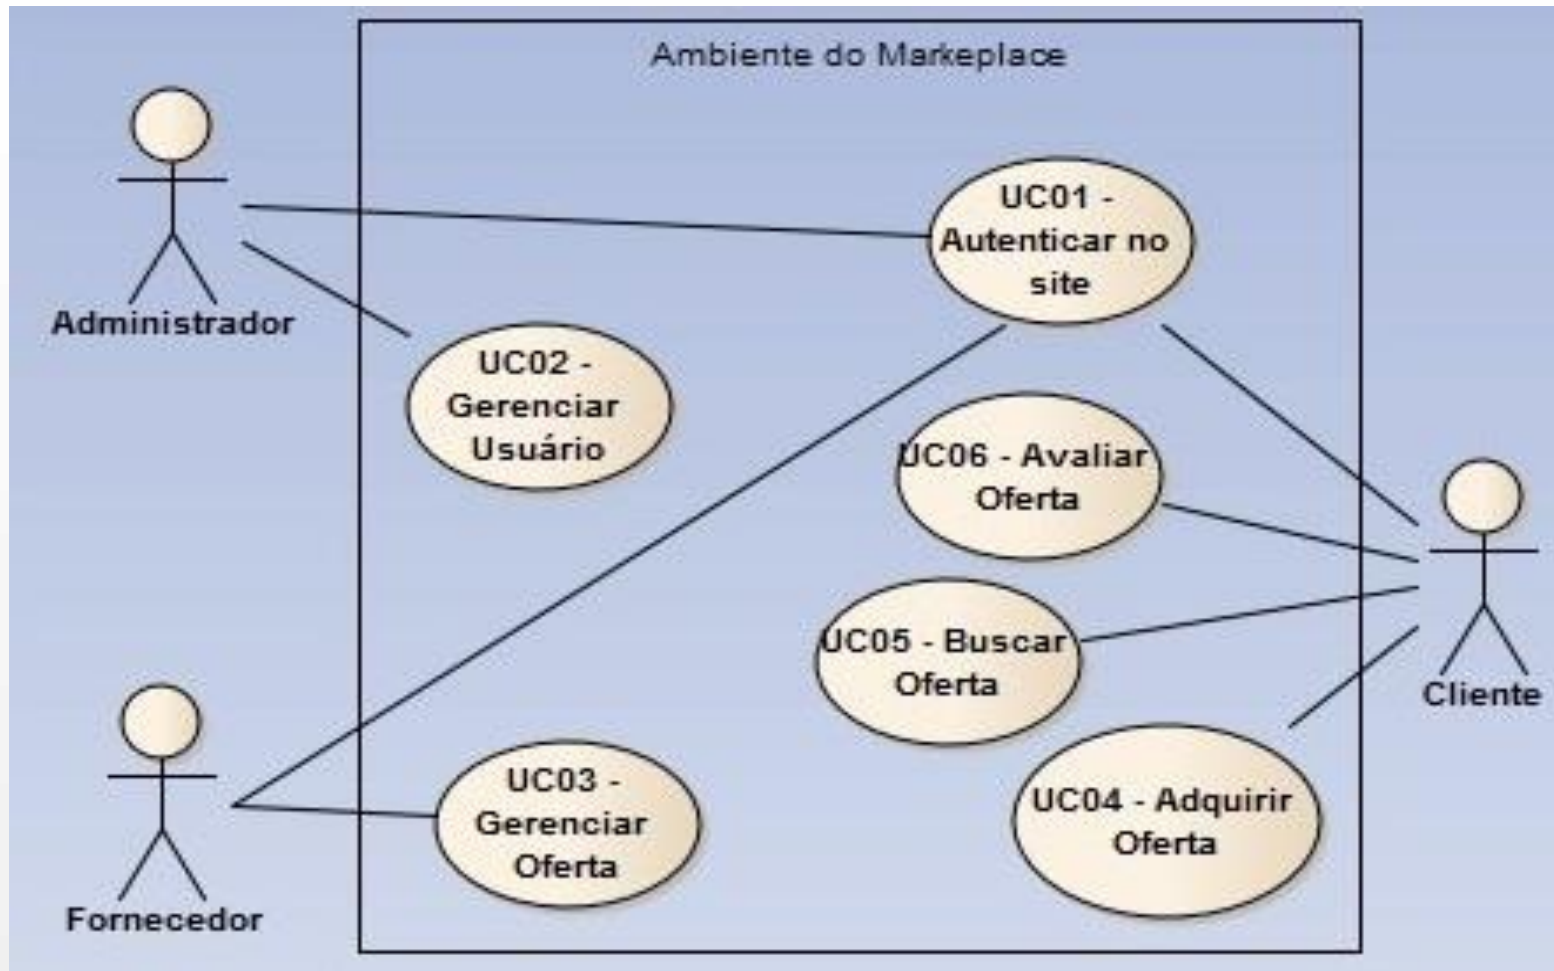 Ambiente do Markeplace
UC01 -
Autenticar no
site
Administrador
UC02 -
Gerenciar
Usuário
UC06 - Avaliar
Oferta
UC05 - Buscar
Oferta
Cliente
UC03 -
Gerenciar
Oferta
UC04 - Adquirir
Oferta
Fornecedor